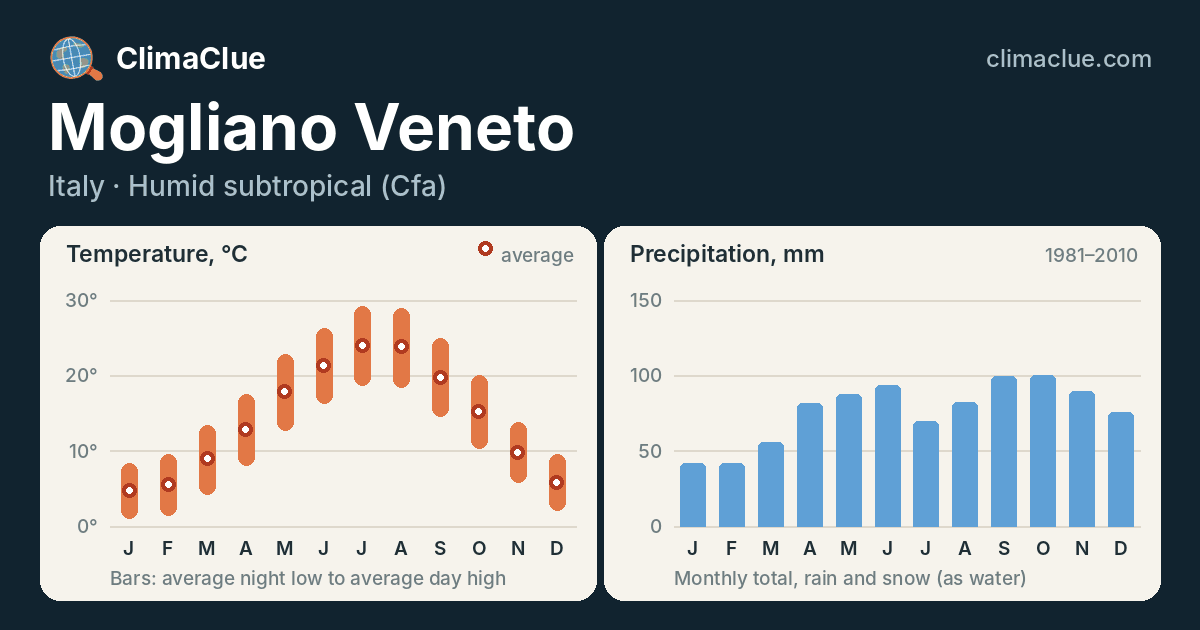 ClimaClue
climaclue.com
Mogliano Veneto
Italy · Humid subtropical (Cfa)
Temperature, °C
average
30°
20°
10°
0°
J F M A M J J A S O N D
Bars: average night low to average day high
Precipitation, mm
1981–2010
150
100
50
0
J F M A M J J A S O N D
Monthly total, rain and snow (as water)